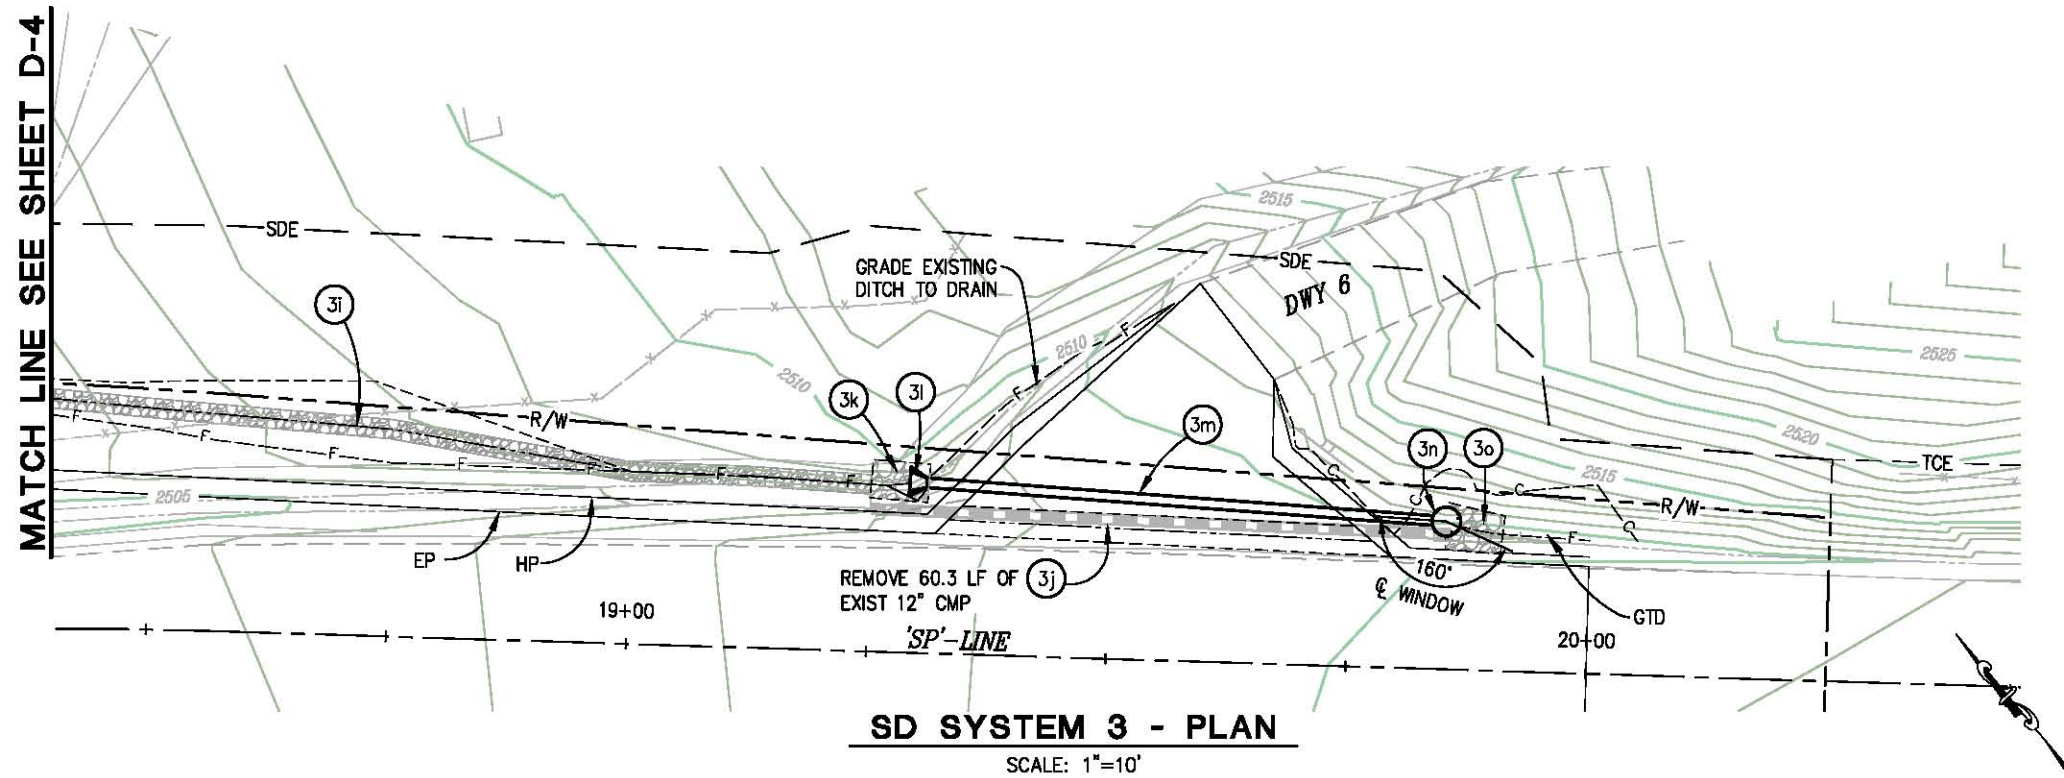 MATCH LINE SEE SHEET D-4
2515
SDE
GRADE EXISTING
DITCH TO DRAIN
SDE
DWY 6
3i
F
2510
2525
2510
F
3k
3l
R/W
3m
3n
3o
2520
F
F
F
F
F
F
F
C
C
C
C
2515
TCE
R/W
2505
F
EP
HP
REMOVE 60.3 LF OF
EXIST 12" CMP
3j
160°
℄ WINDOW
GTD
19+00
'SP'-LINE
20+00
SD SYSTEM 3 - PLAN
SCALE: 1"=10'